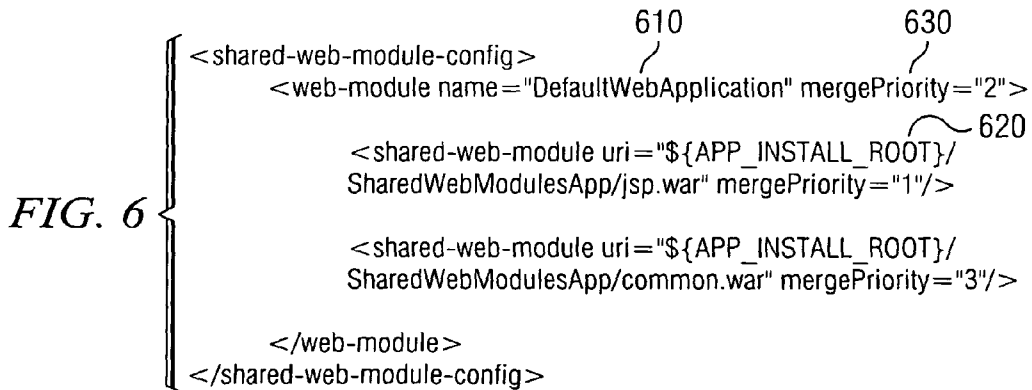 610 630
<shared-web-module-config>
<web-module name="DefaultWebApplication" mergePriority="2">
620
<shared-web-module uri="${APP_INSTALL_ROOT}/
SharedWebModulesApp/jsp.war" mergePriority="1"/>
FIG. 6
<shared-web-module uri="${APP_INSTALL_ROOT}/
SharedWebModulesApp/common.war" mergePriority="3"/>
</web-module>
</shared-web-module-config>